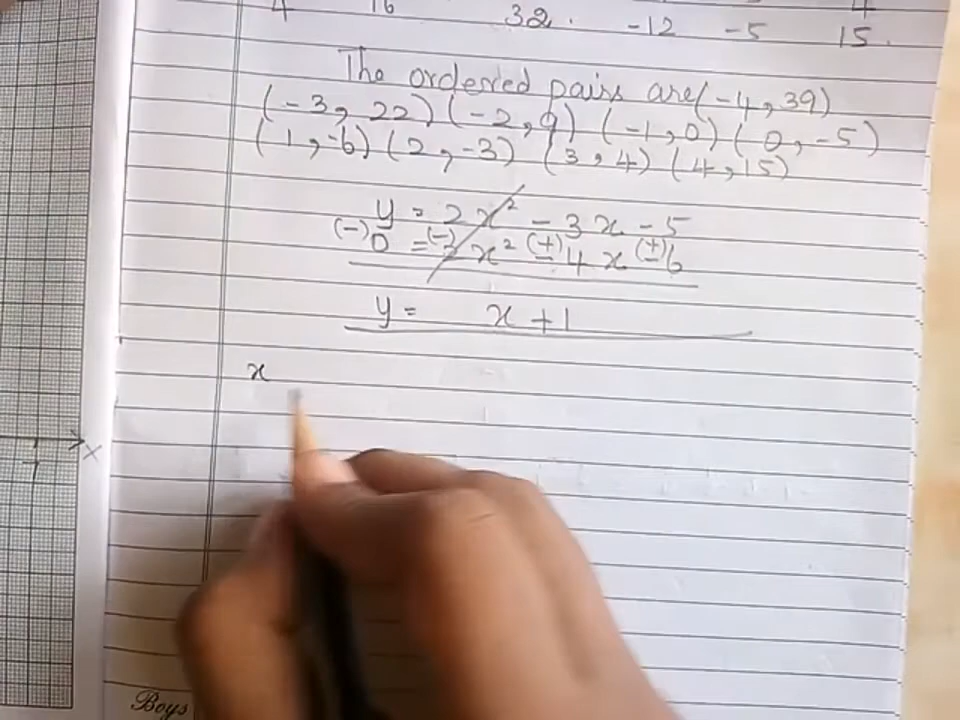 4 16 32. -12 -5 4
15.
The ordered pairs are (-4, 39)
(-3, 22) (-2, 9) (-1, 0) (0, -5)
(1, -6) (2, -3) (3, 4) (4, 15)
y = 2x² - 3x - 5
(-) 0 = (-) 2x² (+) - 4x (+) - 6
y = x + 1
x
x
Boys